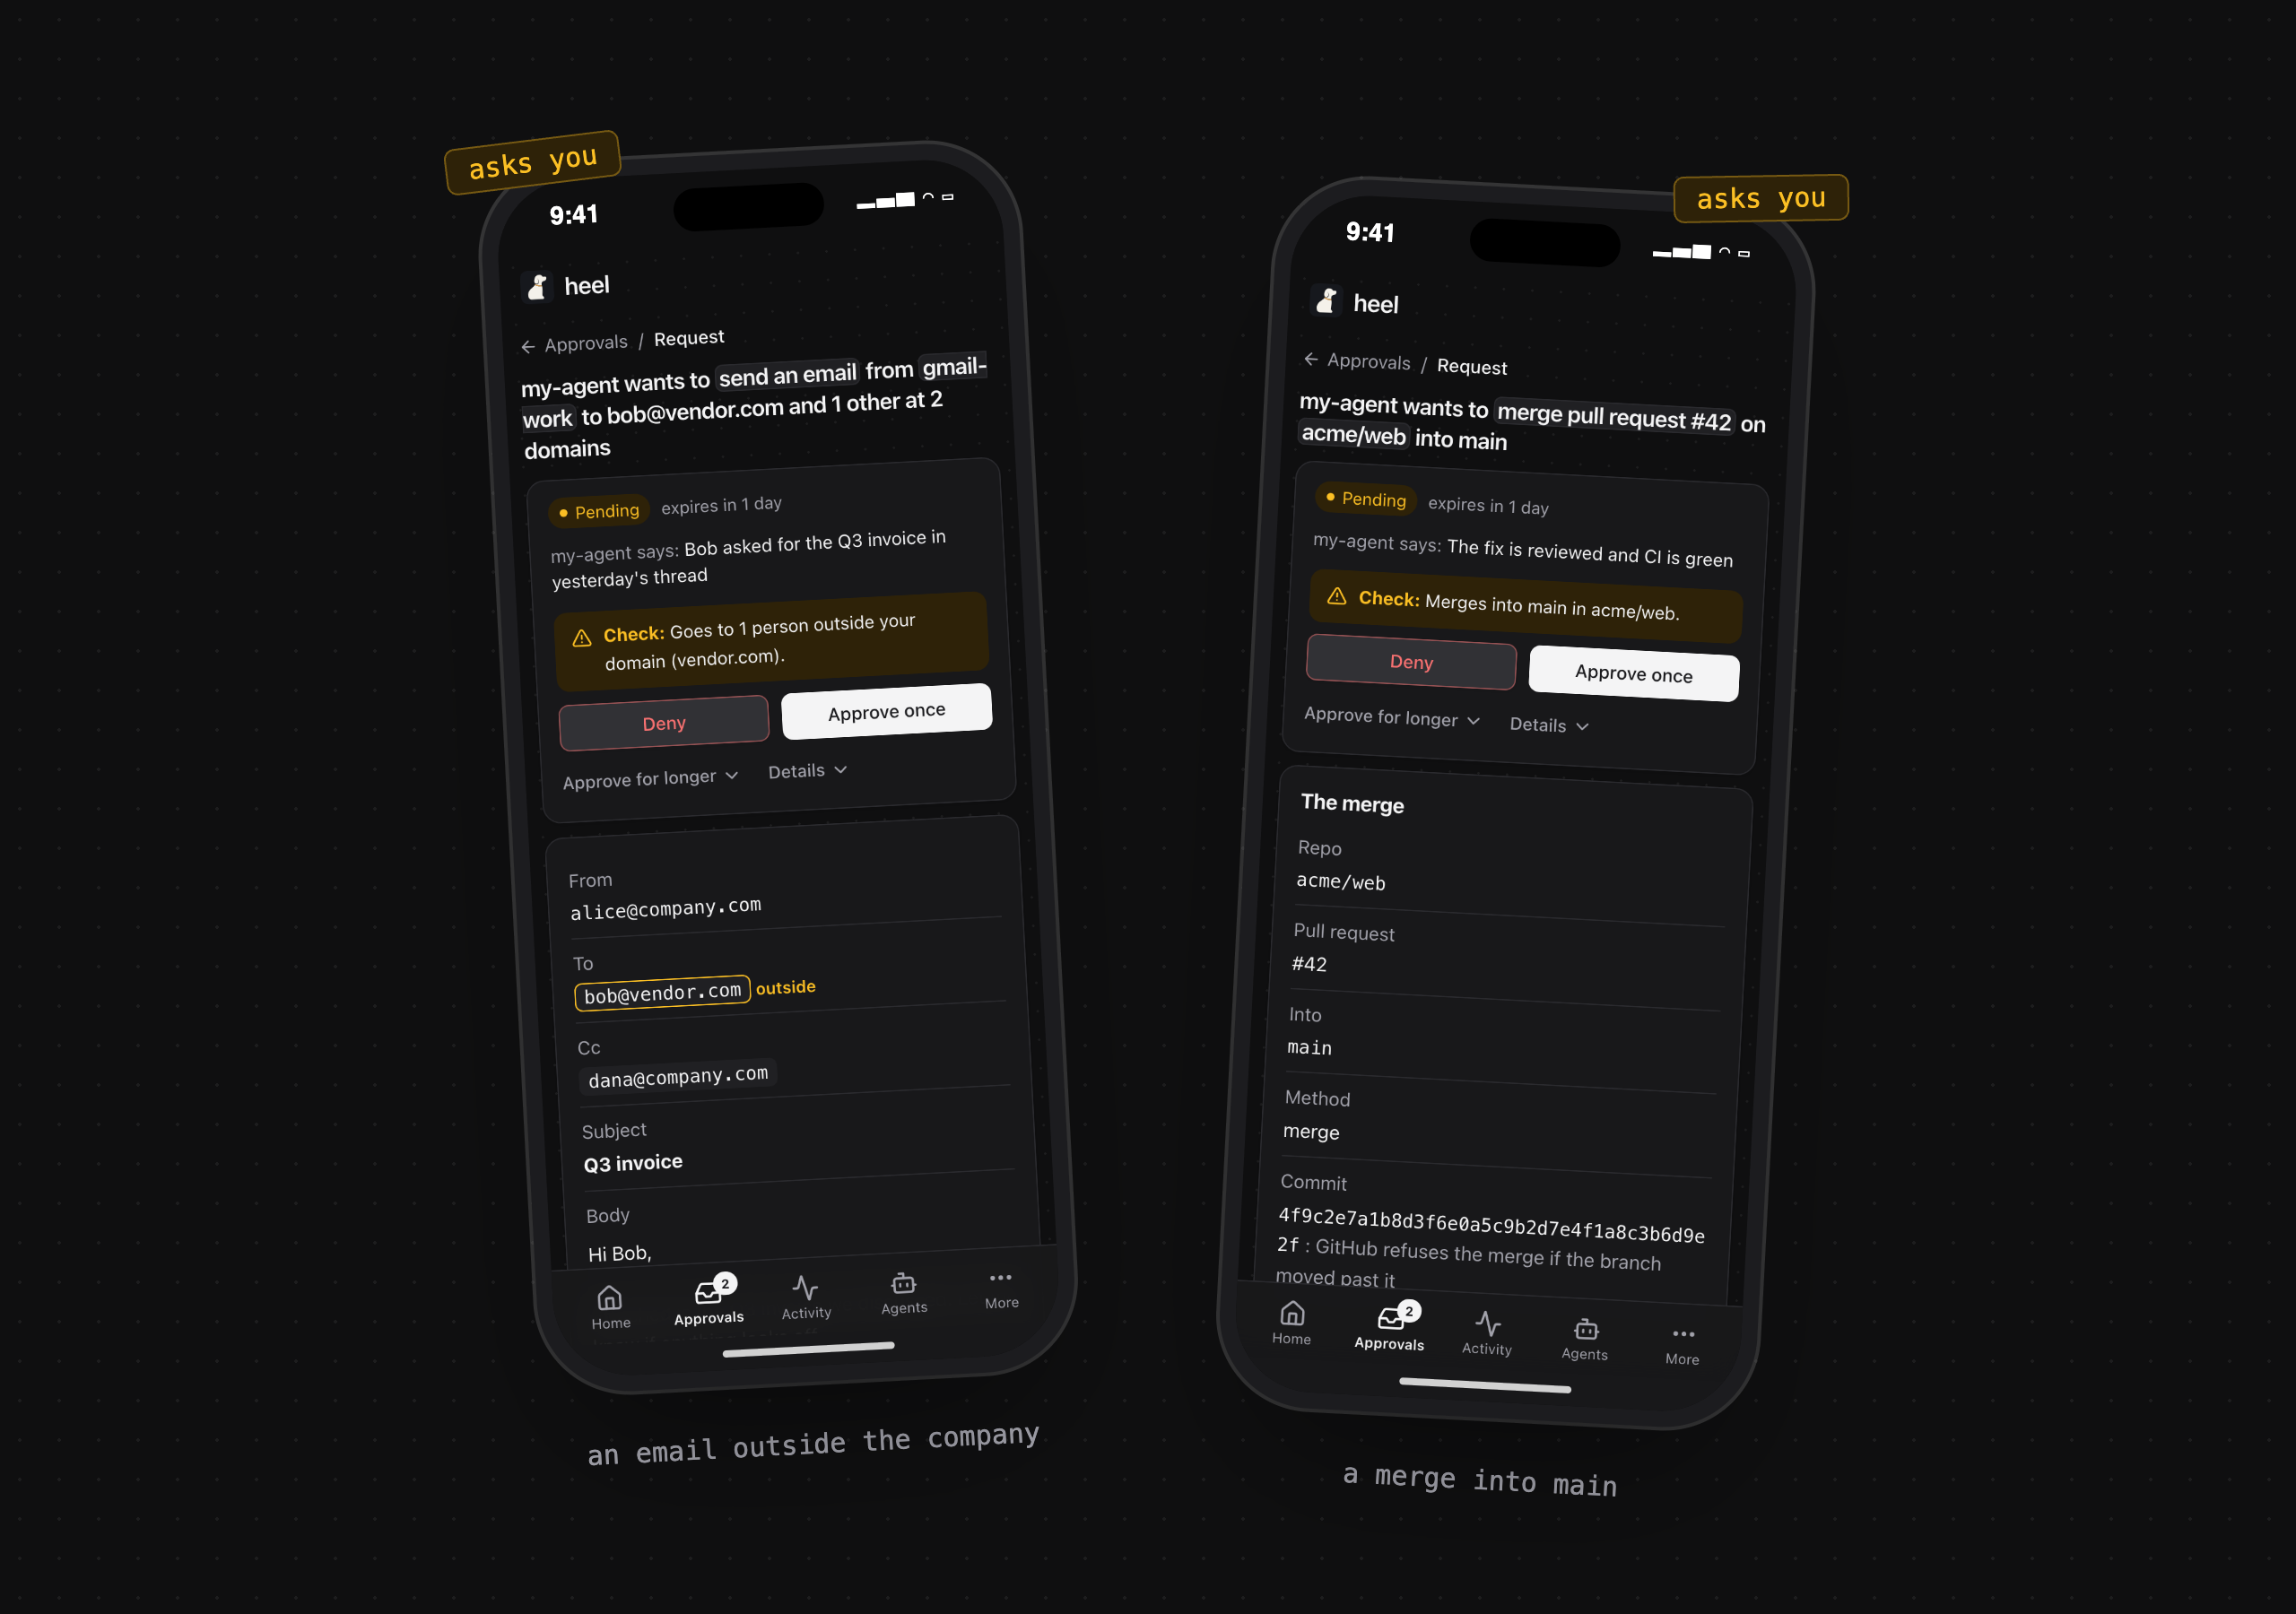 asks you
9:41
heel
Approvals / Request
my-agent wants to send an email from gmail-
work to bob@vendor.com and 1 other at 2
domains
Pending expires in 1 day
my-agent says: Bob asked for the Q3 invoice in
yesterday's thread
Check: Goes to 1 person outside your
domain (vendor.com).
Deny
Approve once
Approve for longer
Details
From
alice@company.com
To
bob@vendor.com outside
Cc
dana@company.com
Subject
Q3 invoice
Body
Hi Bob,
Home
2
Approvals
Activity
Agents
More
an email outside the company
asks you
9:41
heel
Approvals / Request
my-agent wants to merge pull request #42 on
acme/web into main
Pending expires in 1 day
my-agent says: The fix is reviewed and CI is green
Check: Merges into main in acme/web.
Deny
Approve once
Approve for longer
Details
The merge
Repo
acme/web
Pull request
#42
Into
main
Method
merge
Commit
4f9c2e7a1b8d3f6e0a5c9b2d7e4f1a8c3b6d9e
2f : GitHub refuses the merge if the branch
moved past it
Home
2
Approvals
Activity
Agents
More
a merge into main